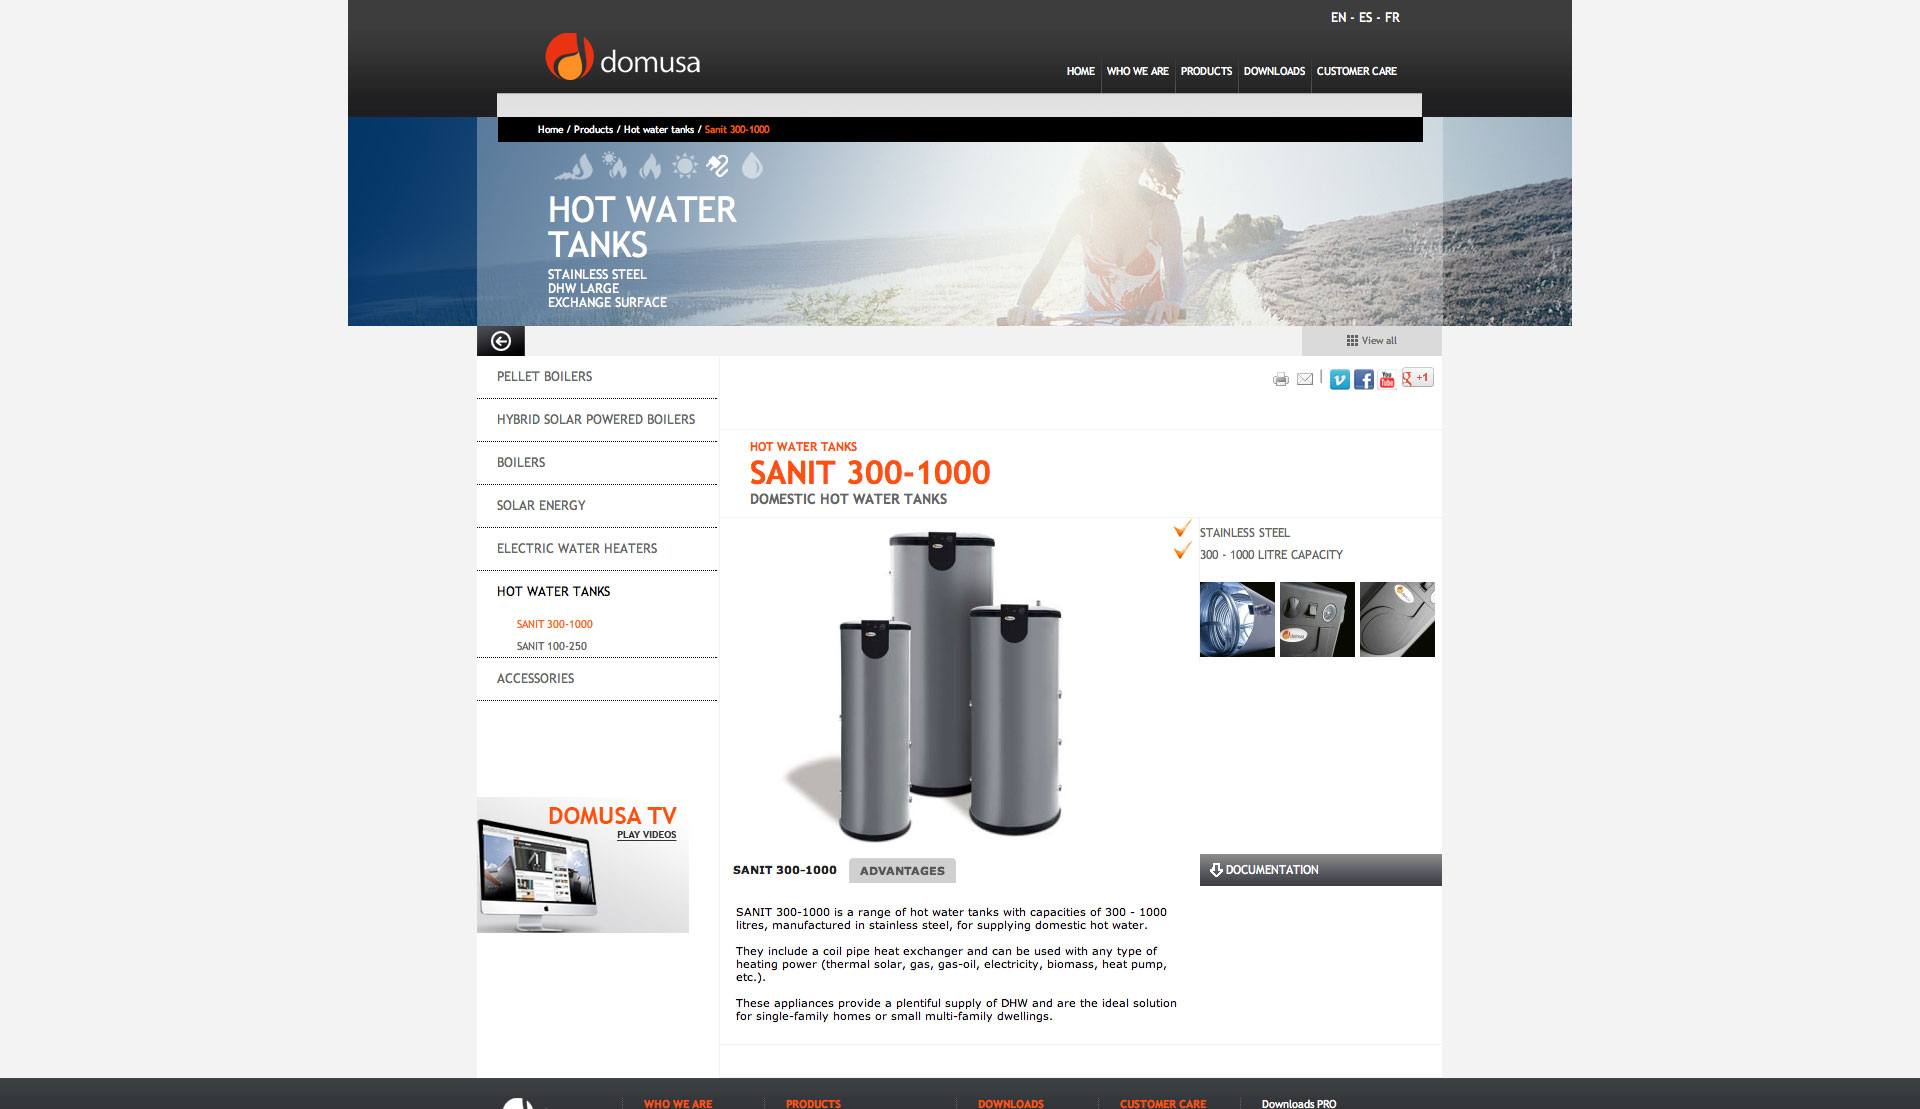 EN - ES - FR
domusa
HOME
WHO WE ARE
PRODUCTS
DOWNLOADS
CUSTOMER CARE
Home / Products / Hot water tanks / Sanit 300-1000
HOT WATER
TANKS
STAINLESS STEEL
DHW LARGE
EXCHANGE SURFACE
View all
PELLET BOILERS
HYBRID SOLAR POWERED BOILERS
BOILERS
SOLAR ENERGY
ELECTRIC WATER HEATERS
HOT WATER TANKS
SANIT 300-1000
SANIT 100-250
ACCESSORIES
DOMUSA TV
PLAY VIDEOS
You
Tube
+1
HOT WATER TANKS
SANIT 300-1000
DOMESTIC HOT WATER TANKS
STAINLESS STEEL
300 - 1000 LITRE CAPACITY
domusa
SANIT 300-1000
ADVANTAGES
DOCUMENTATION
SANIT 300-1000 is a range of hot water tanks with capacities of 300 - 1000
litres, manufactured in stainless steel, for supplying domestic hot water.
They include a coil pipe heat exchanger and can be used with any type of
heating power (thermal solar, gas, gas-oil, electricity, biomass, heat pump,
etc.).
These appliances provide a plentiful supply of DHW and are the ideal solution
for single-family homes or small multi-family dwellings.
WHO WE ARE
PRODUCTS
DOWNLOADS
CUSTOMER CARE
Downloads PRO